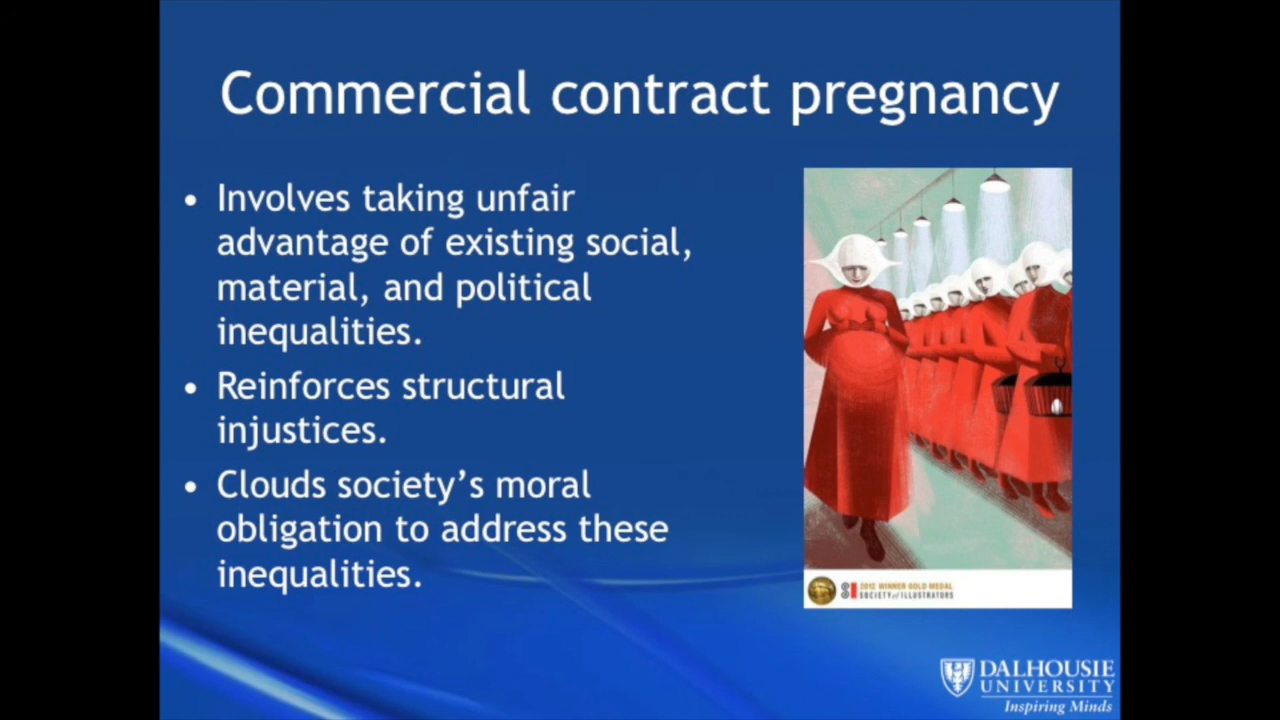 Commercial contract pregnancy
• Involves taking unfair
advantage of existing social,
material, and political
inequalities.
• Reinforces structural
injustices.
• Clouds society’s moral
obligation to address these
inequalities.
SI 2012 WINNER GOLD MEDAL
SOCIETY of ILLUSTRATORS
DALHOUSIE
UNIVERSITY
Inspiring Minds